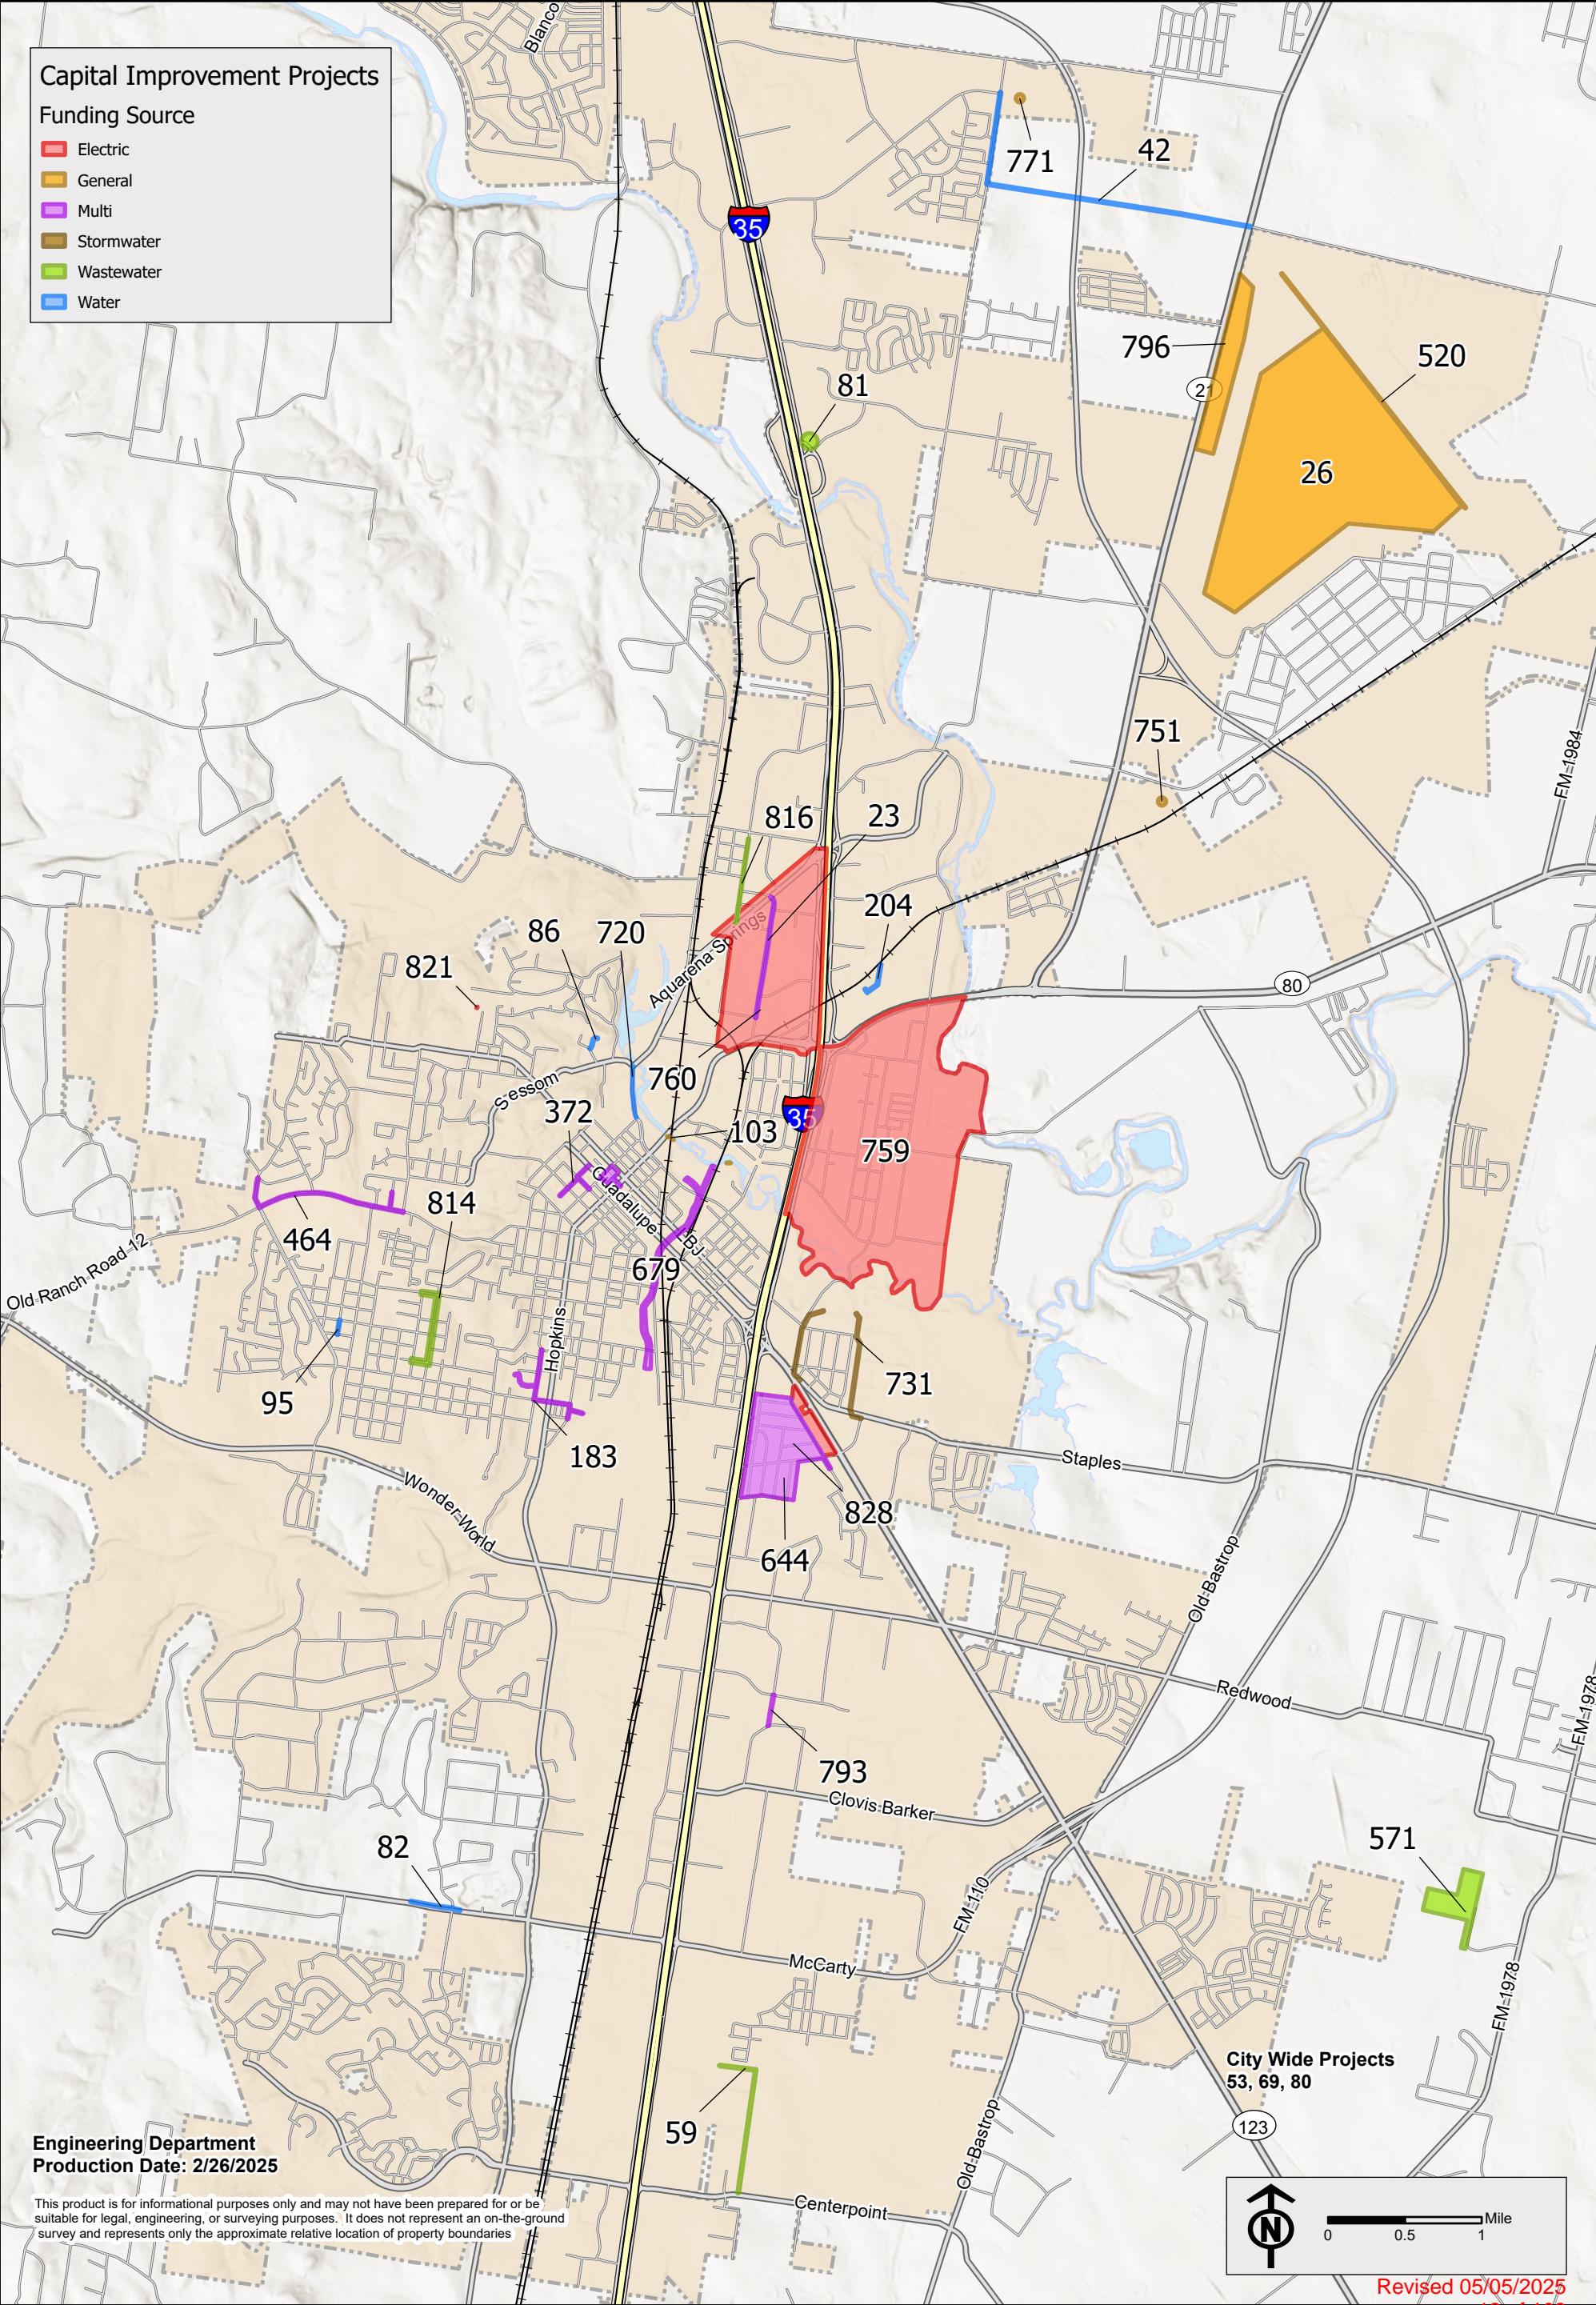 Blanco
Capital Improvement Projects
Funding Source
Electric
General
Multi
Stormwater
Wastewater
Water
35
771
42
796
520
21
81
26
751
FM-1984
816
23
204
86
720
821
Aquarena Springs
80
760
Sessom
372
35
103
759
Guadalupe
814
464
LBJ
679
Old Ranch Road 12
Hopkins
95
731
183
Staples
Wonder World
828
644
Old Bastrop
Redwood
FM-1978
793
Clovis Barker
571
82
FM-110
McCarty
FM-1978
City Wide Projects
53, 69, 80
59
123
Engineering Department
Production Date: 2/26/2025
Old Bastrop
This product is for informational purposes only and may not have been prepared for or be
suitable for legal, engineering, or surveying purposes. It does not represent an on-the-ground
survey and represents only the approximate relative location of property boundaries
Centerpoint
N
Mile
0 0.5 1
Revised 05/05/2025